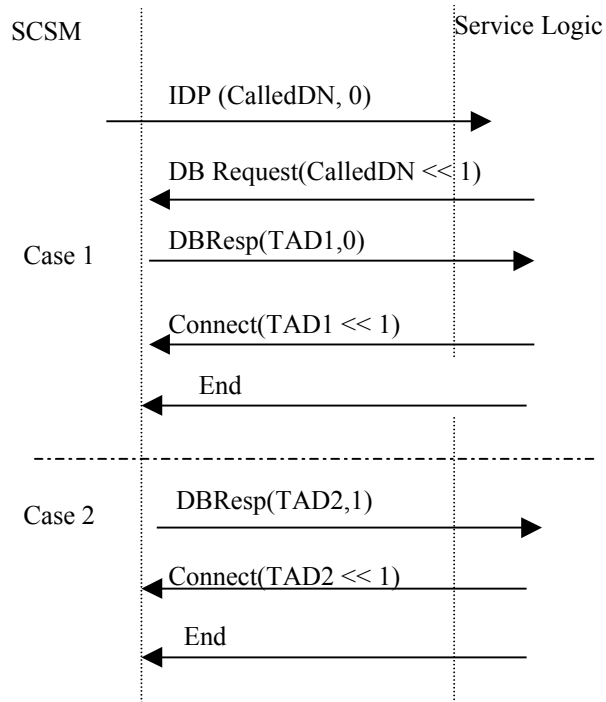 SCSM
Service Logic
IDP (CalledDN, 0)
DB Request(CalledDN << 1)
Case 1
DBResp(TAD1,0)
Connect(TAD1 << 1)
End
Case 2
DBResp(TAD2,1)
Connect(TAD2 << 1)
End